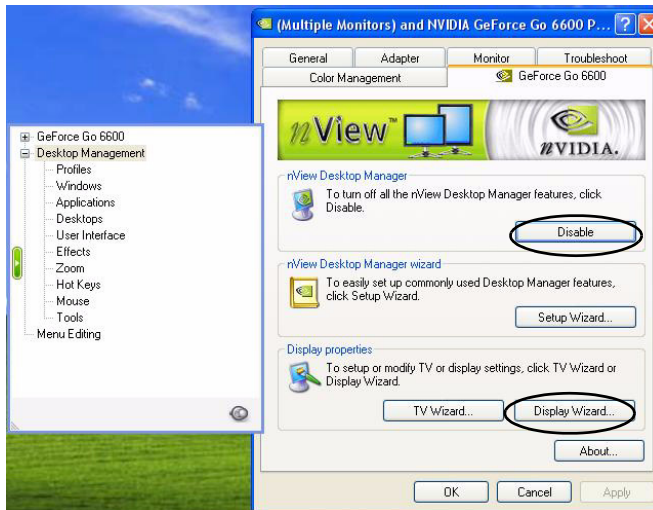 (Multiple Monitors) and NVIDIA GeForce Go 6600 P...
General Adapter Monitor Troubleshoot
Color Management GeForce Go 6600
nView™
nVIDIA.
GeForce Go 6600
Desktop Management
Profiles
Windows
Applications
Desktops
User Interface
Effects
Zoom
Hot Keys
Mouse
Tools
Menu Editing
nView Desktop Manager
To turn off all the nView Desktop Manager features, click
Disable.
Disable
nView Desktop Manager wizard
To easily set up commonly used Desktop Manager features,
click Setup Wizard.
Setup Wizard...
Display properties
To setup or modify TV or display settings, click TV Wizard or
Display Wizard.
TV Wizard... Display Wizard...
About...
OK Cancel Apply